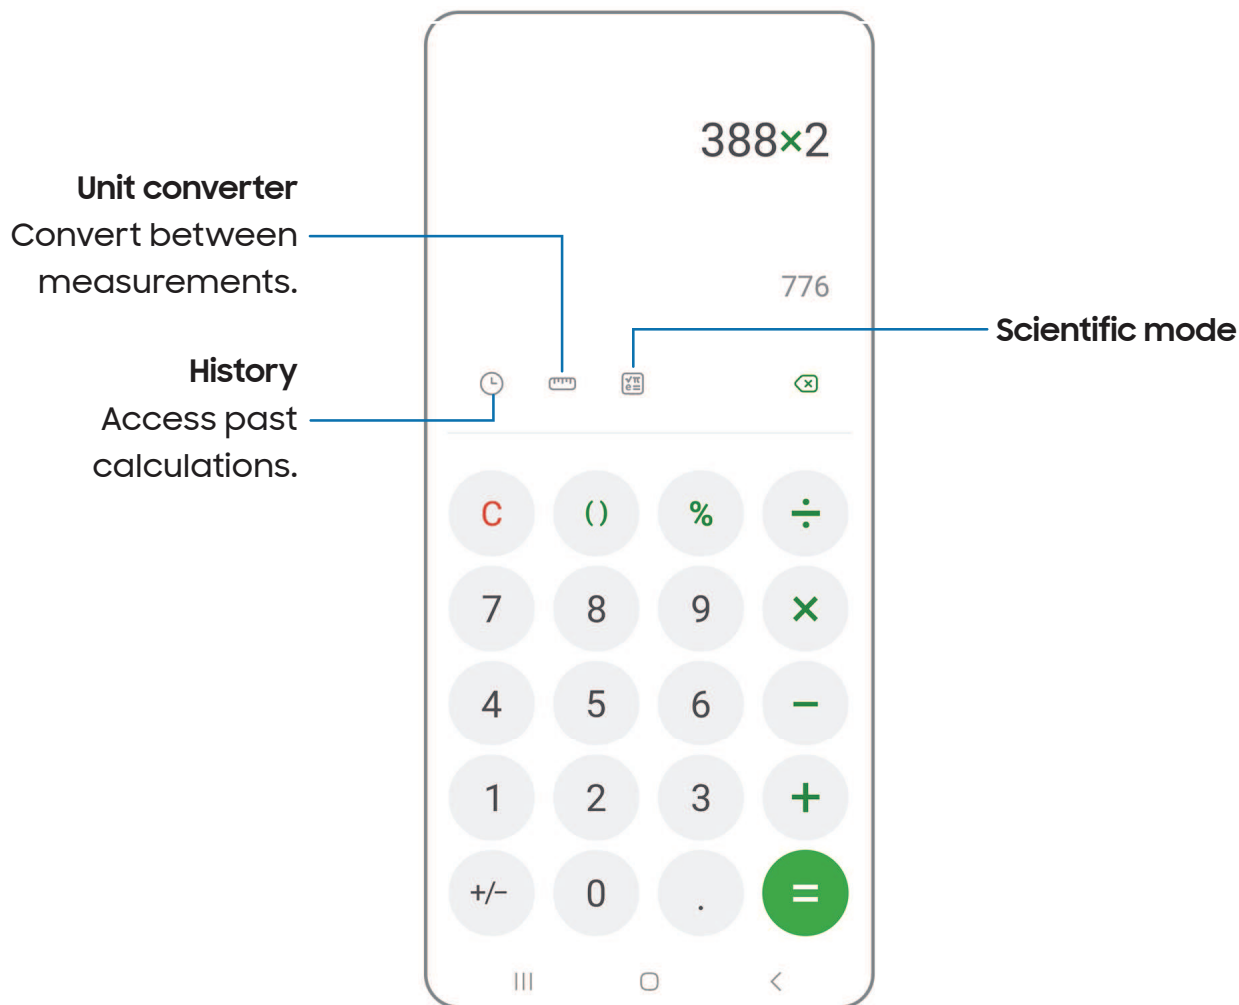 388×2
Unit converter
Convert between
measurements.
776
Scientific mode
History
Access past
calculations.
√π
e=
C
()
%
÷
7
8
9
×
4
5
6
−
1
2
3
+
+/−
0
.
=